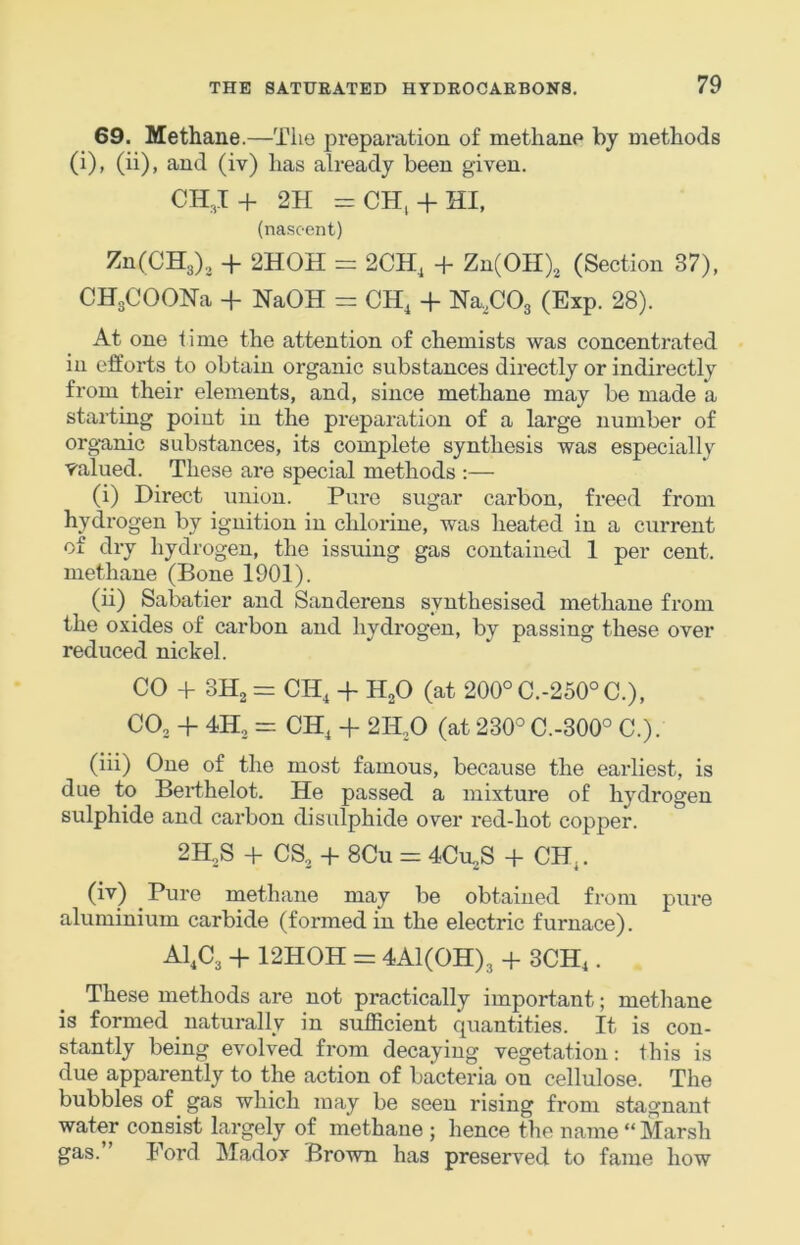 THE SATURATED HYDROCARBONS. 79
69. Methane.—The preparation of methane by methods
(i), (ii), and (iv) has already been given.
CH₃I + 2H = CH₄ + HI,
(nascent)
Zn(CH₃)₂ + 2HOH = 2CH₄ + Zn(OH)₂ (Section 37),
CH₃COONa + NaOH = CH₄ + Na₂CO₃ (Exp. 28).
At one time the attention of chemists was concentrated
in efforts to obtain organic substances directly or indirectly
from their elements, and, since methane may be made a
starting point in the preparation of a large number of
organic substances, its complete synthesis was especially
valued. These are special methods :—
(i) Direct union. Pure sugar carbon, freed from
hydrogen by ignition in chlorine, was heated in a current
of dry hydrogen, the issuing gas contained 1 per cent.
methane (Bone 1901).
(ii) Sabatier and Sanderens synthesised methane from
the oxides of carbon and hydrogen, by passing these over
reduced nickel.
CO + 3H₂ = CH₄ + H₂O (at 200° C.-250° C.),
CO₂ + 4H₂ = CH₄ + 2H₂O (at 230° C.-300° C.).
(iii) One of the most famous, because the earliest, is
due to Berthelot. He passed a mixture of hydrogen
sulphide and carbon disulphide over red-hot copper.
2H₂S + CS₂ + 8Cu = 4Cu₂S + CH₄.
(iv) Pure methane may be obtained from pure
aluminium carbide (formed in the electric furnace).
Al₄C₃ + 12HOH = 4Al(OH)₃ + 3CH₄.
These methods are not practically important; methane
is formed naturally in sufficient quantities. It is con-
stantly being evolved from decaying vegetation: this is
due apparently to the action of bacteria on cellulose. The
bubbles of gas which may be seen rising from stagnant
water consist largely of methane ; hence the name “Marsh
gas.” Ford Madox Brown has preserved to fame how